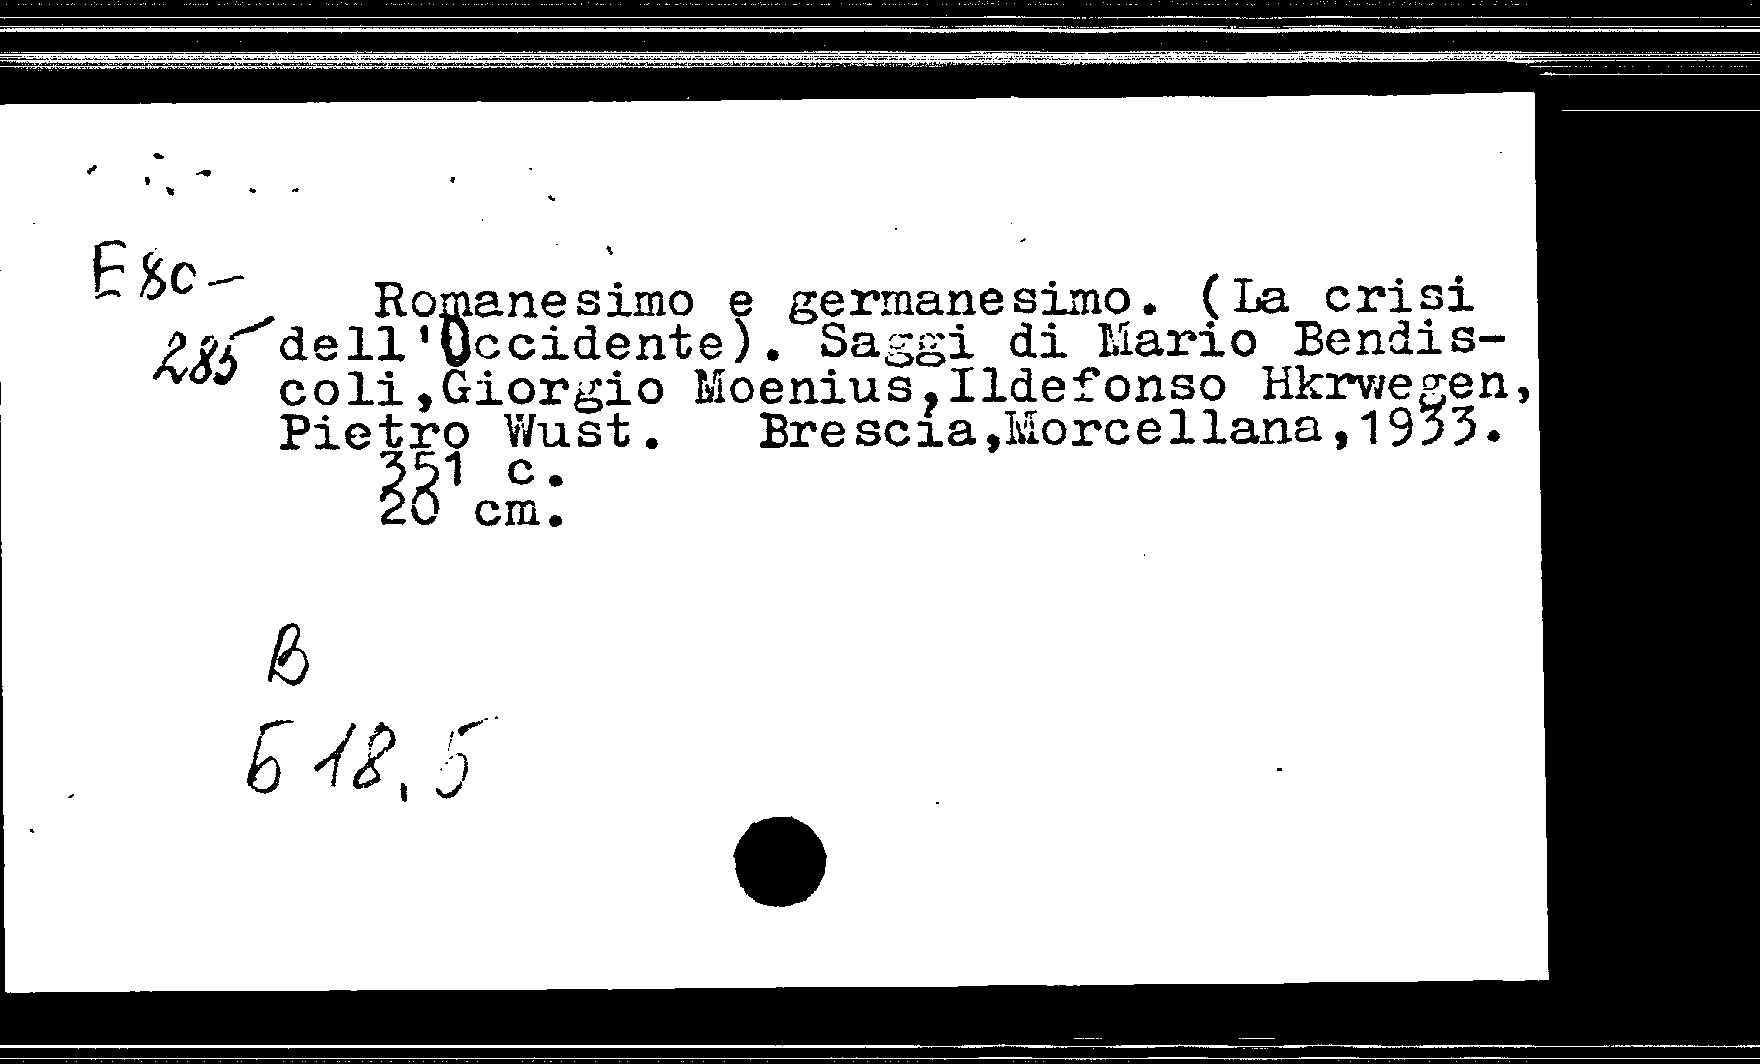 E 80-
285
Romanesimo e germanesimo. (La crisi
dell'Occidente). Saggi di Mario Bendis-
coli,Giorgio Moenius,Ildefonso Hkrwegen,
Pietro Wust. Brescia,Morcellana,1933.
351 c.
20 cm.
В
Б 18.5